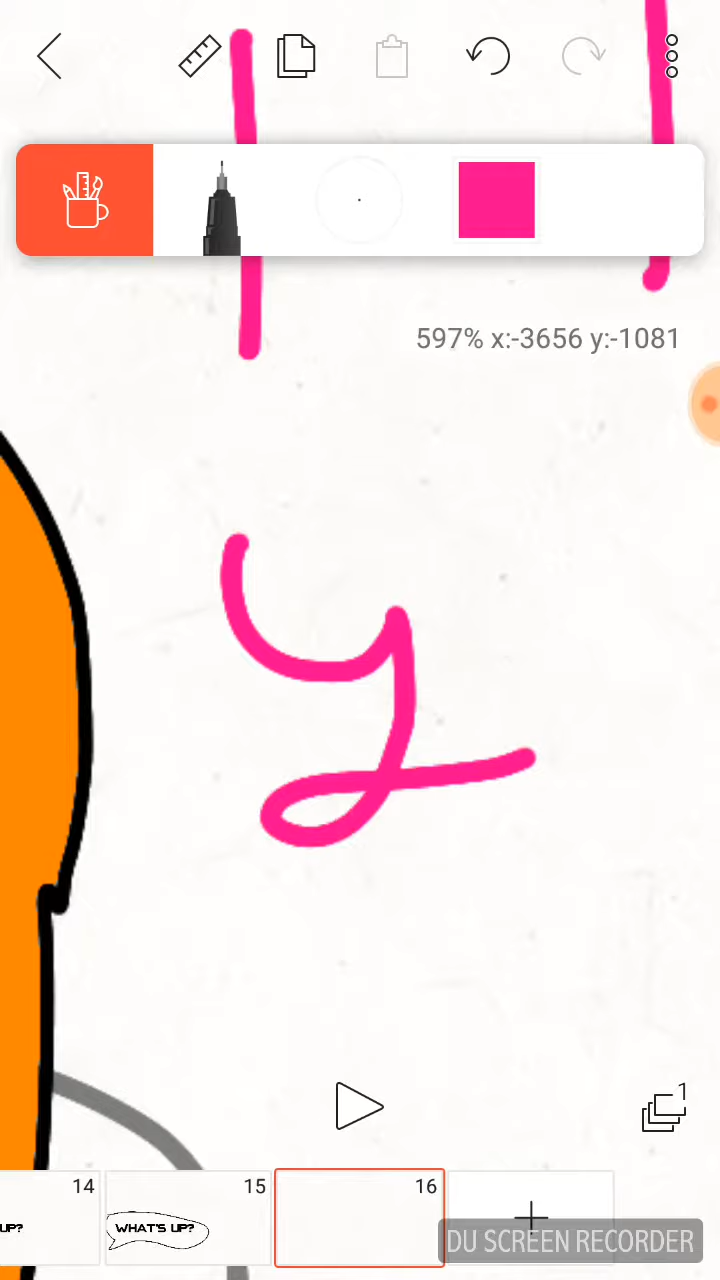 597% x:-3656 y:-1081
y
1
14
15
16
UP?
WHAT'S UP?
DU SCREEN RECORDER